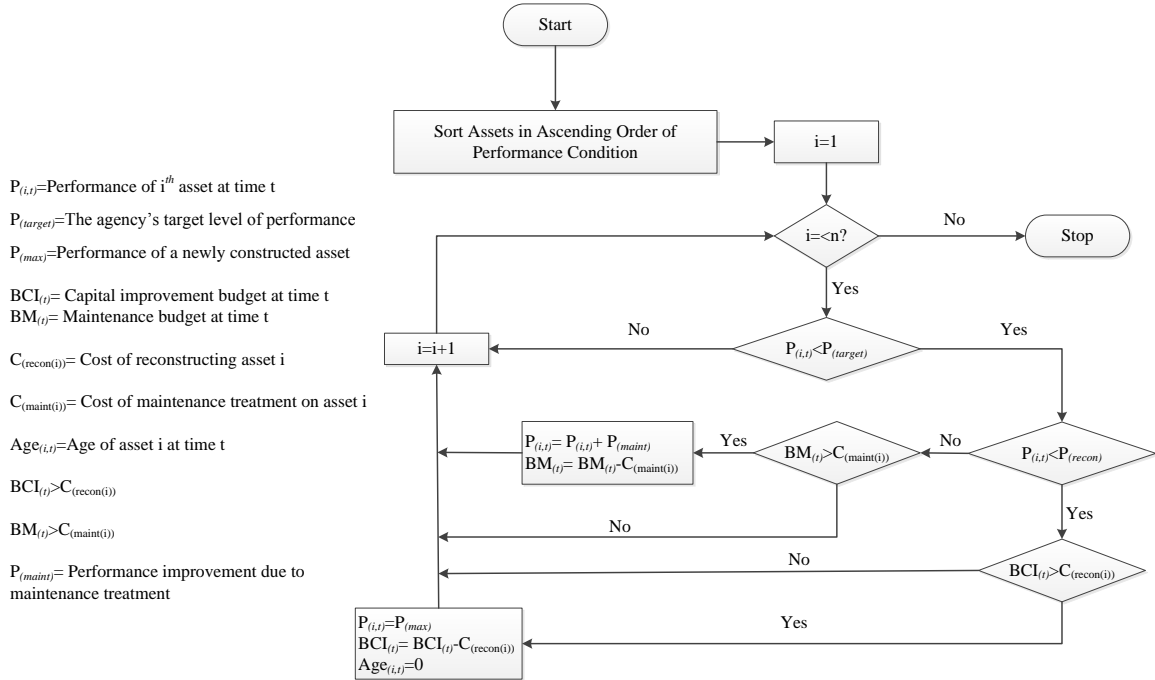 Start
Sort Assets in Ascending Order of
Performance Condition
i=1
P(i,t)=Performance of i^th asset at time t
P(target)=The agency’s target level of performance
P(max)=Performance of a newly constructed asset
BCI(t)= Capital improvement budget at time t
BM(t)= Maintenance budget at time t
C(recon(i))= Cost of reconstructing asset i
C(maint(i))= Cost of maintenance treatment on asset i
Age(i,t)=Age of asset i at time t
BCI(t)>C(recon(i))
BM(t)>C(maint(i))
P(maint)= Performance improvement due to
maintenance treatment
i=<n?
No
Stop
Yes
P(i,t)<P(target)
No
Yes
i=i+1
P(i,t)<P(recon)
No
Yes
BM(t)>C(maint(i))
Yes
No
P(i,t)= P(i,t)+ P(maint)
BM(t)= BM(t)-C(maint(i))
BCI(t)>C(recon(i))
No
Yes
P(i,t)=P(max)
BCI(t)= BCI(t)-C(recon(i))
Age(i,t)=0